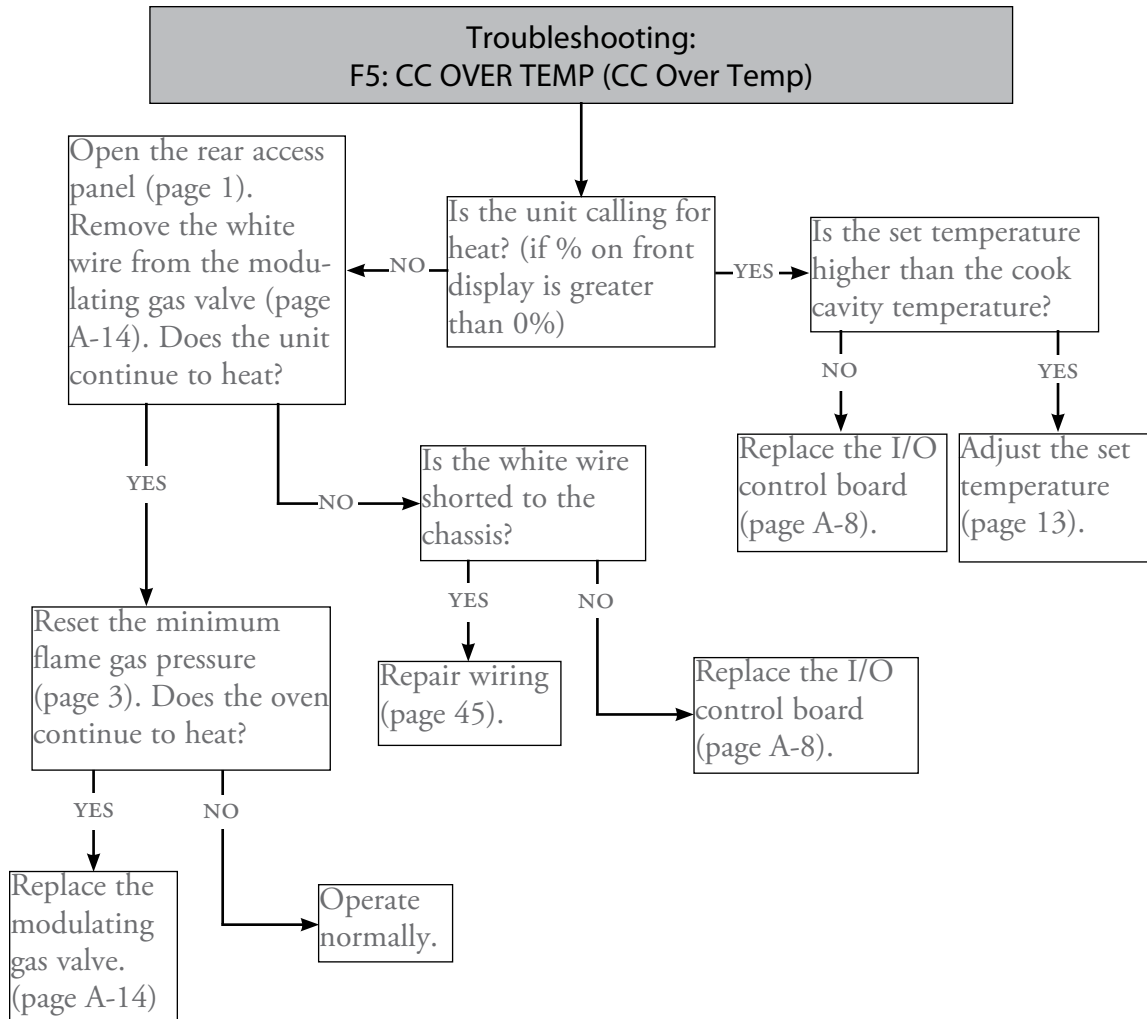 Troubleshooting:
F5: CC OVER TEMP (CC Over Temp)
Open the rear access
panel (page 1).
Remove the white
wire from the modu-
lating gas valve (page
A-14). Does the unit
continue to heat?
NO
Is the unit calling for
heat? (if % on front
display is greater
than 0%)
YES
Is the set temperature
higher than the cook
cavity temperature?
NO
YES
Replace the I/O
control board
(page A-8).
Adjust the set
temperature
(page 13).
YES
NO
Is the white wire
shorted to the
chassis?
YES
NO
Repair wiring
(page 45).
Replace the I/O
control board
(page A-8).
Reset the minimum
flame gas pressure
(page 3). Does the oven
continue to heat?
YES
NO
Replace the
modulating
gas valve.
(page A-14)
Operate
normally.